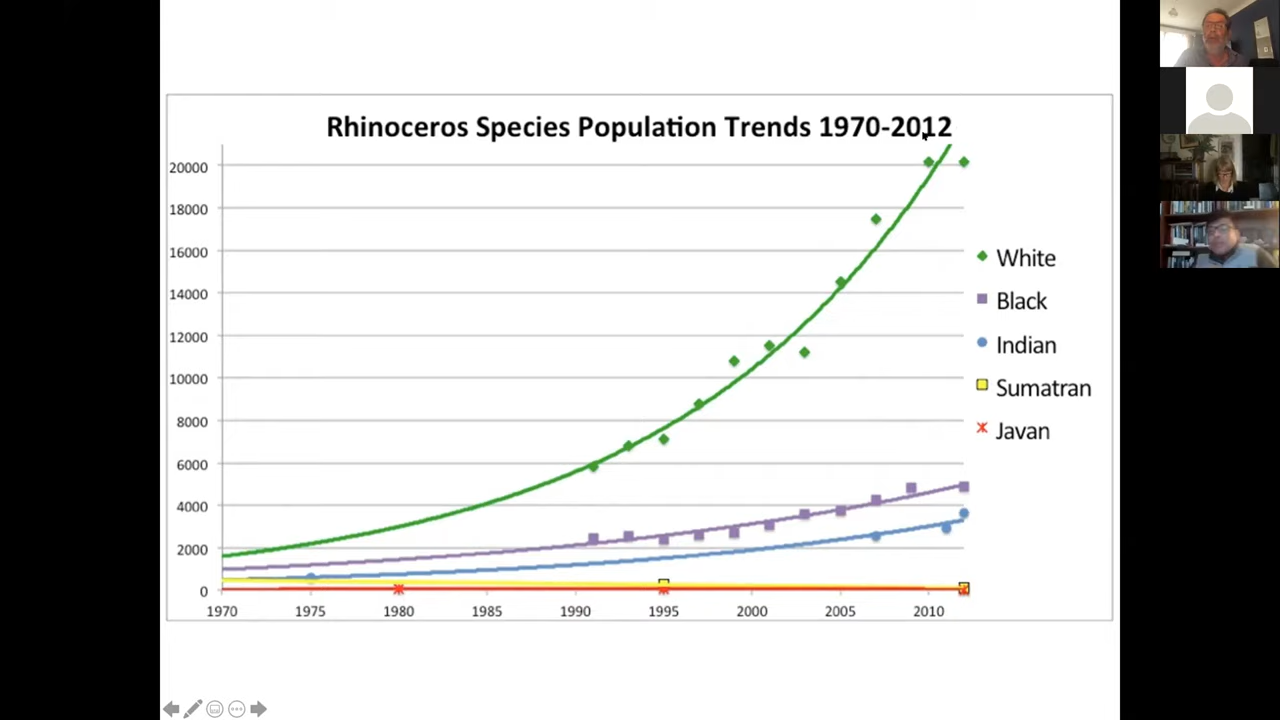 Rhinoceros Species Population Trends 1970-2012
20000
18000
16000
14000
12000
10000
8000
6000
4000
2000
0
1970 1975 1980 1985 1990 1995 2000 2005 2010
White
Black
Indian
Sumatran
Javan